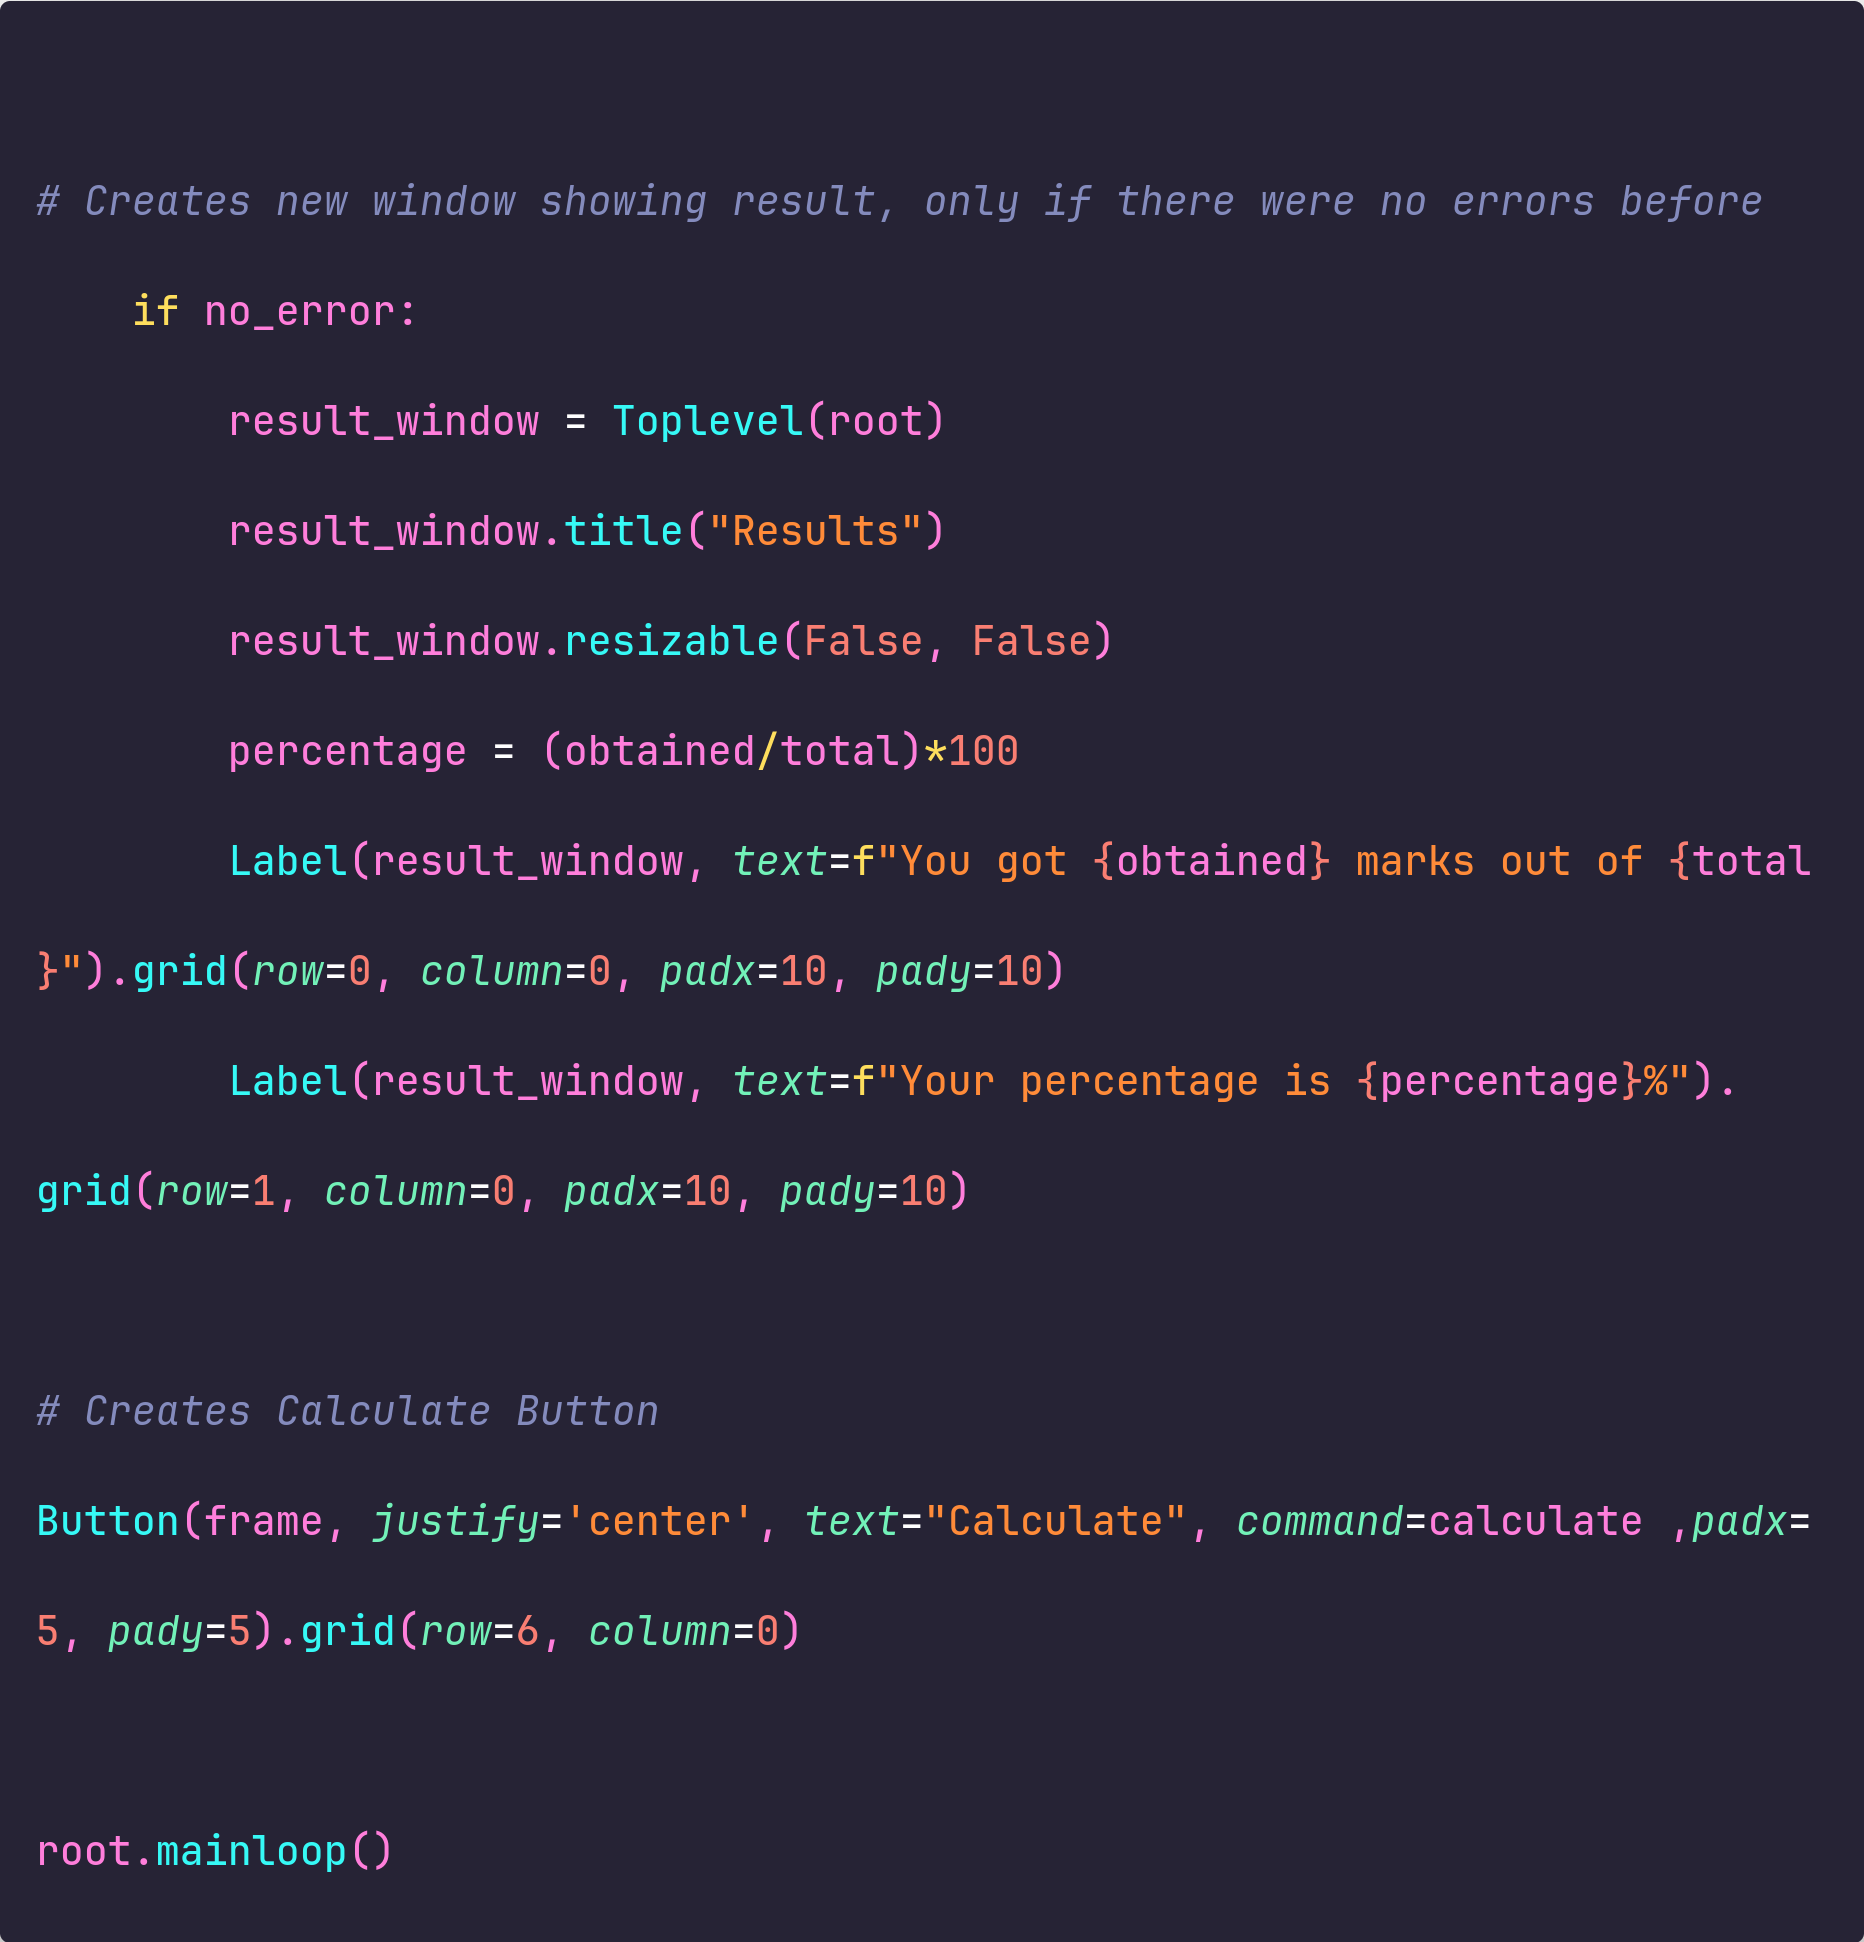 # Creates new window showing result, only if there were no errors before
    if no_error:
        result_window = Toplevel(root)
        result_window.title("Results")
        result_window.resizable(False, False)
        percentage = (obtained/total)*100
        Label(result_window, text=f"You got {obtained} marks out of {total
}").grid(row=0, column=0, padx=10, pady=10)
        Label(result_window, text=f"Your percentage is {percentage}%").
grid(row=1, column=0, padx=10, pady=10)
# Creates Calculate Button
Button(frame, justify='center', text="Calculate", command=calculate ,padx=
5, pady=5).grid(row=6, column=0)
root.mainloop()